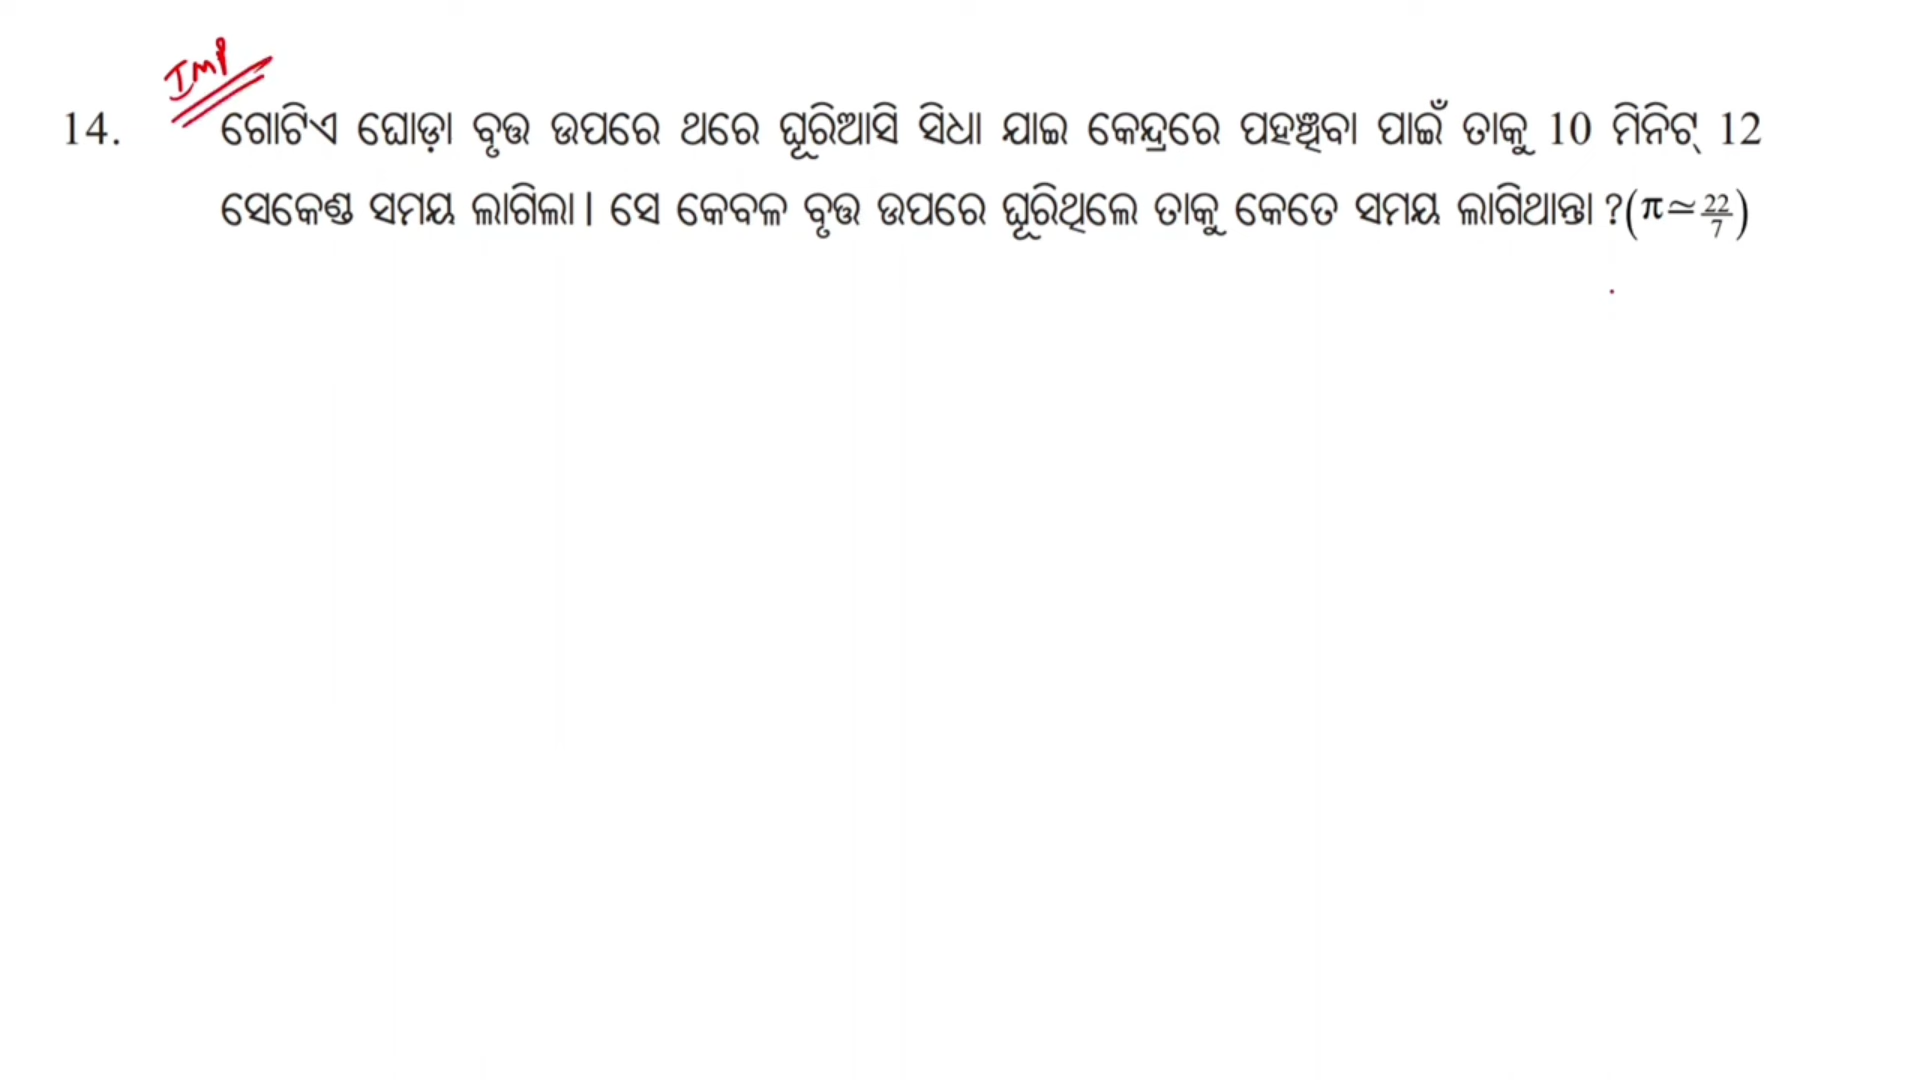 Imp
14. ଗୋଟିଏ ଘୋଡ଼ା ବୃତ୍ତ ଉପରେ ଥରେ ଘୂରିଆସି ସିଧା ଯାଇ କେନ୍ଦ୍ରରେ ପହଞ୍ଚିବା ପାଇଁ ତାକୁ 10 ମିନିଟ୍ 12
ସେକେଣ୍ଡ ସମୟ ଲାଗିଲା। ସେ କେବଳ ବୃତ୍ତ ଉପରେ ଘୂରିଥିଲେ ତାକୁ କେତେ ସମୟ ଲାଗିଥାନ୍ତା ?(π≃22/7)